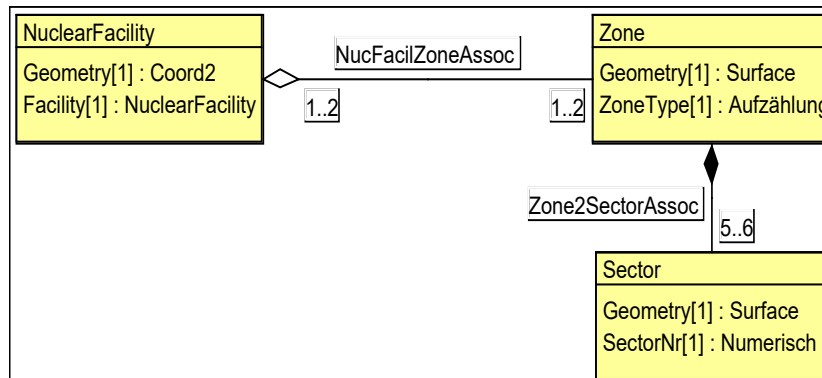 NuclearFacility
Geometry[1] : Coord2
Facility[1] : NuclearFacility
NucFacilZoneAssoc
1..2
1..2
Zone
Geometry[1] : Surface
ZoneType[1] : Aufzählung
Zone2SectorAssoc
5..6
Sector
Geometry[1] : Surface
SectorNr[1] : Numerisch